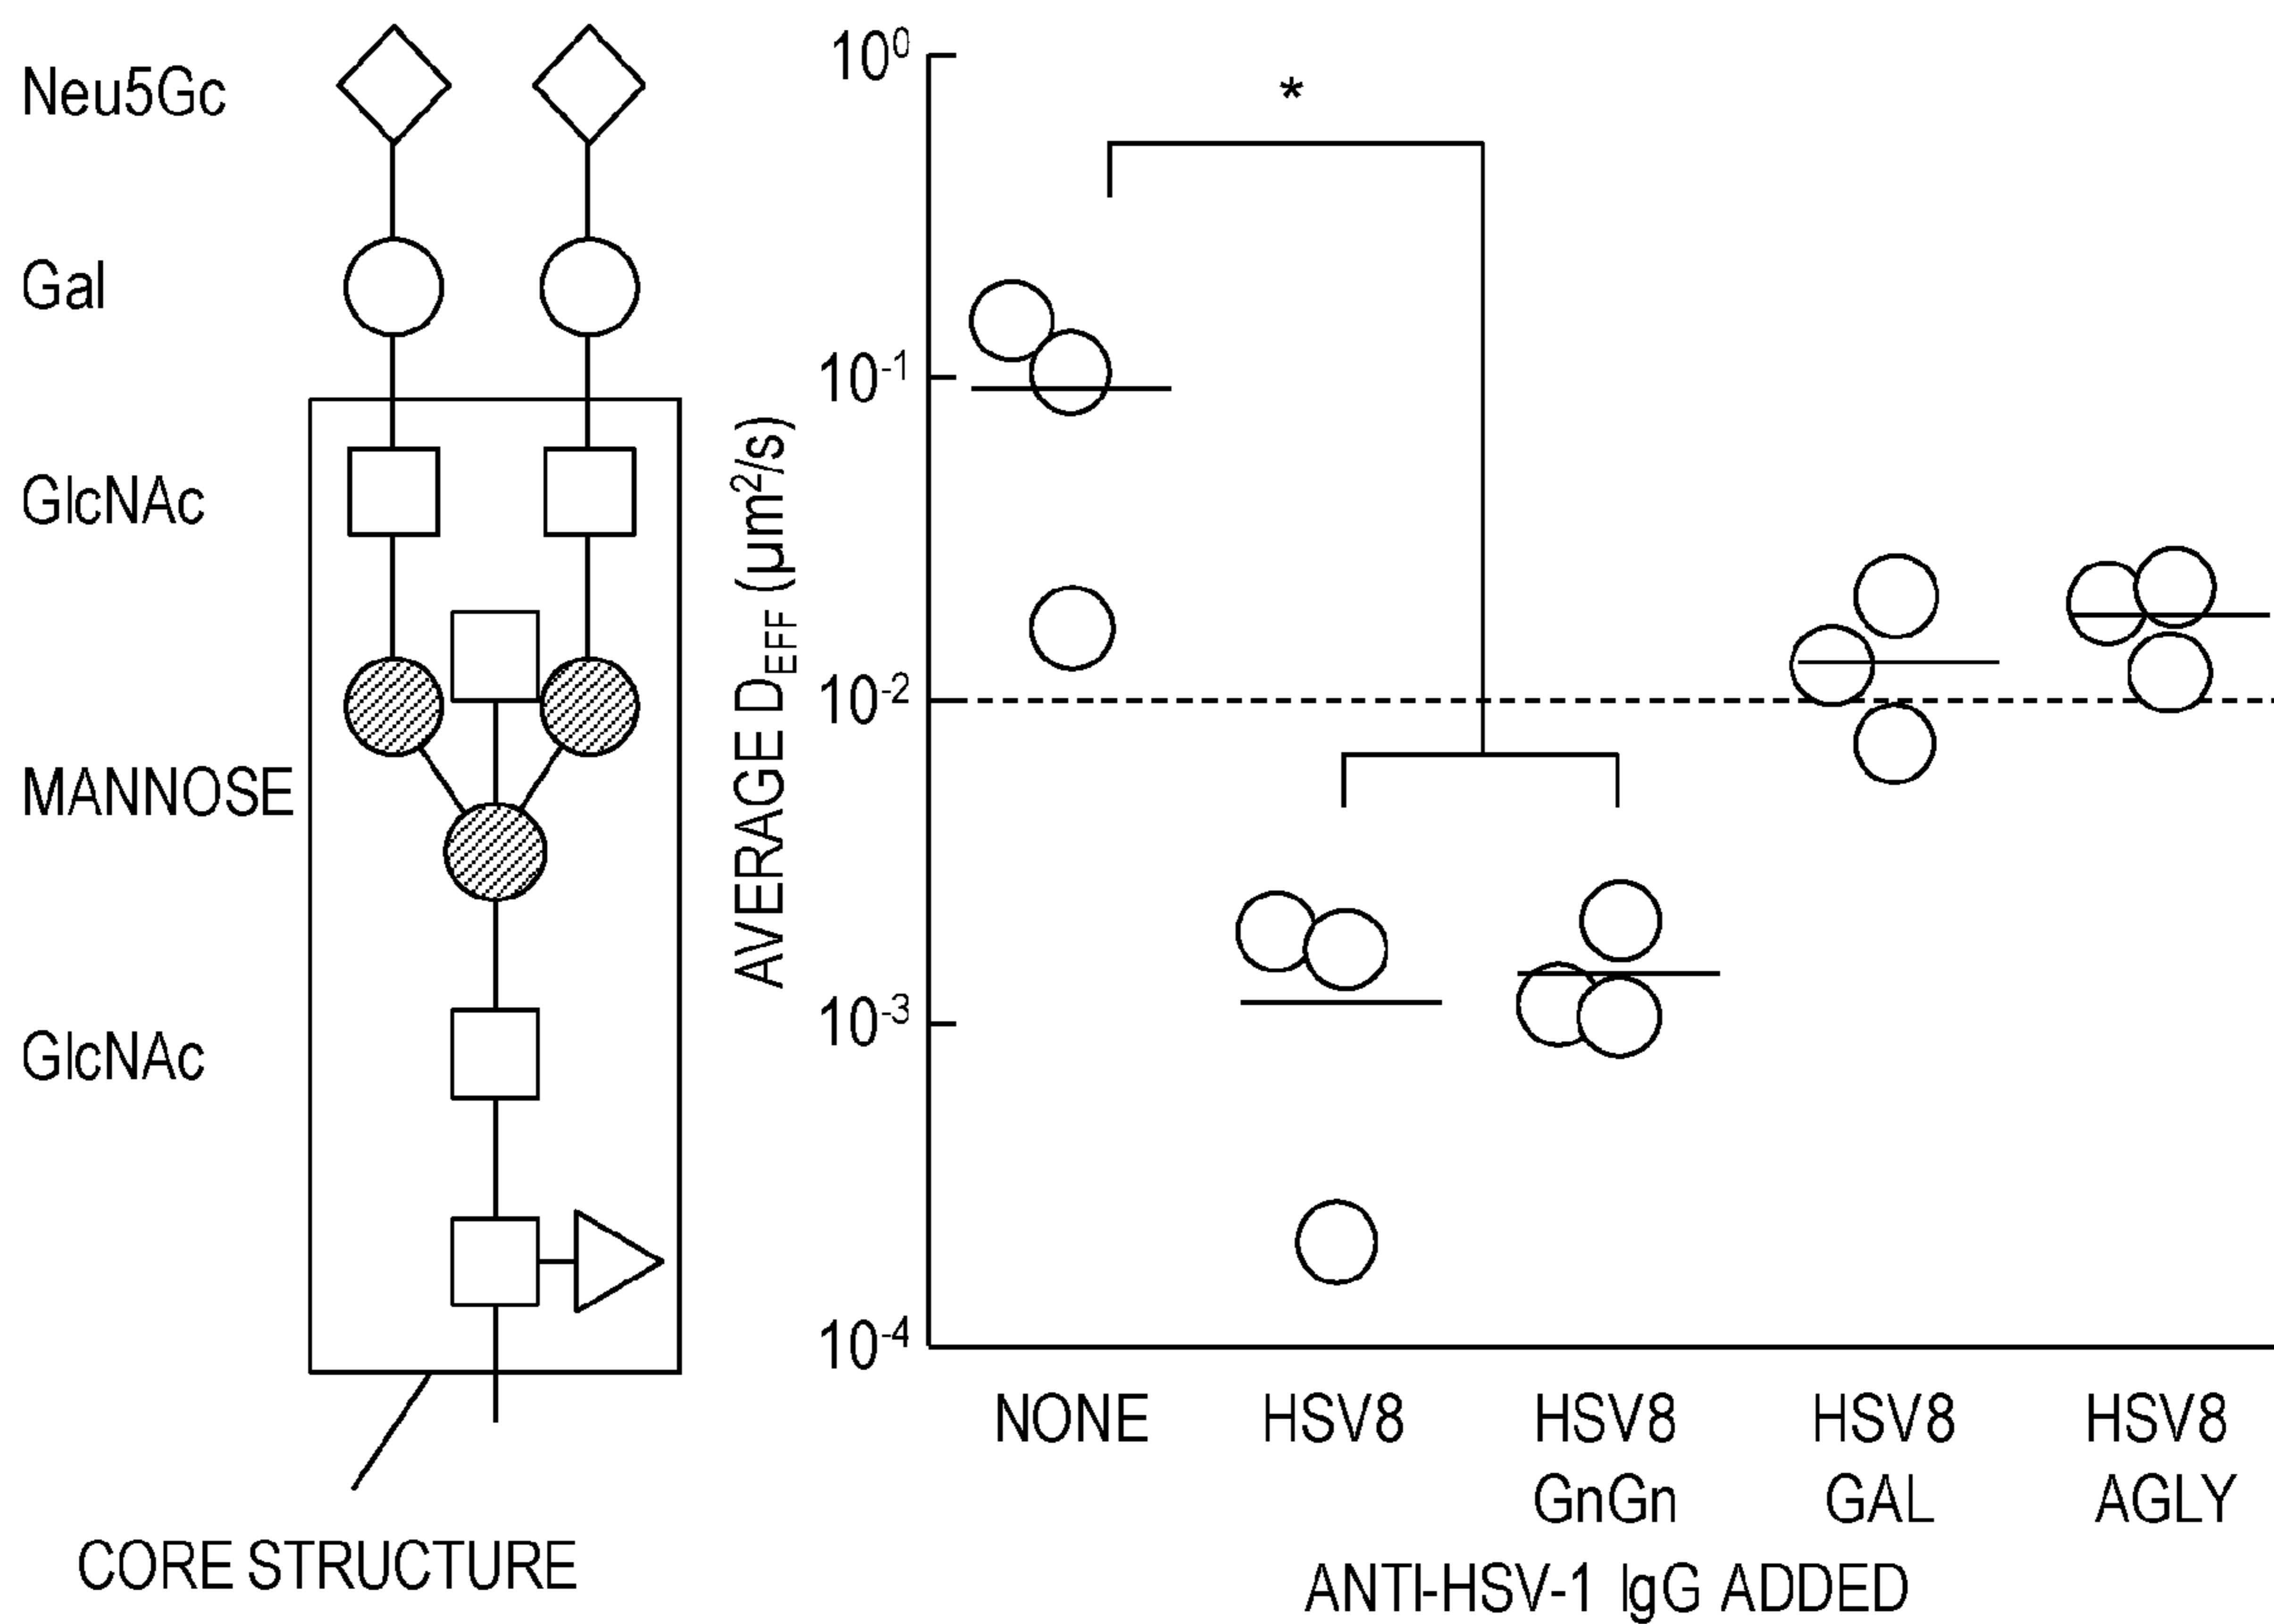 Neu5Gc
Gal
GlcNAc
MANNOSE
GlcNAc
CORE STRUCTURE
AVERAGE D_EFF (µm²/s)
10⁰
*
10⁻¹
10⁻²
10⁻³
10⁻⁴
NONE HSV8 HSV8 HSV8 HSV8
GnGn GAL AGLY
ANTI-HSV-1 IgG ADDED